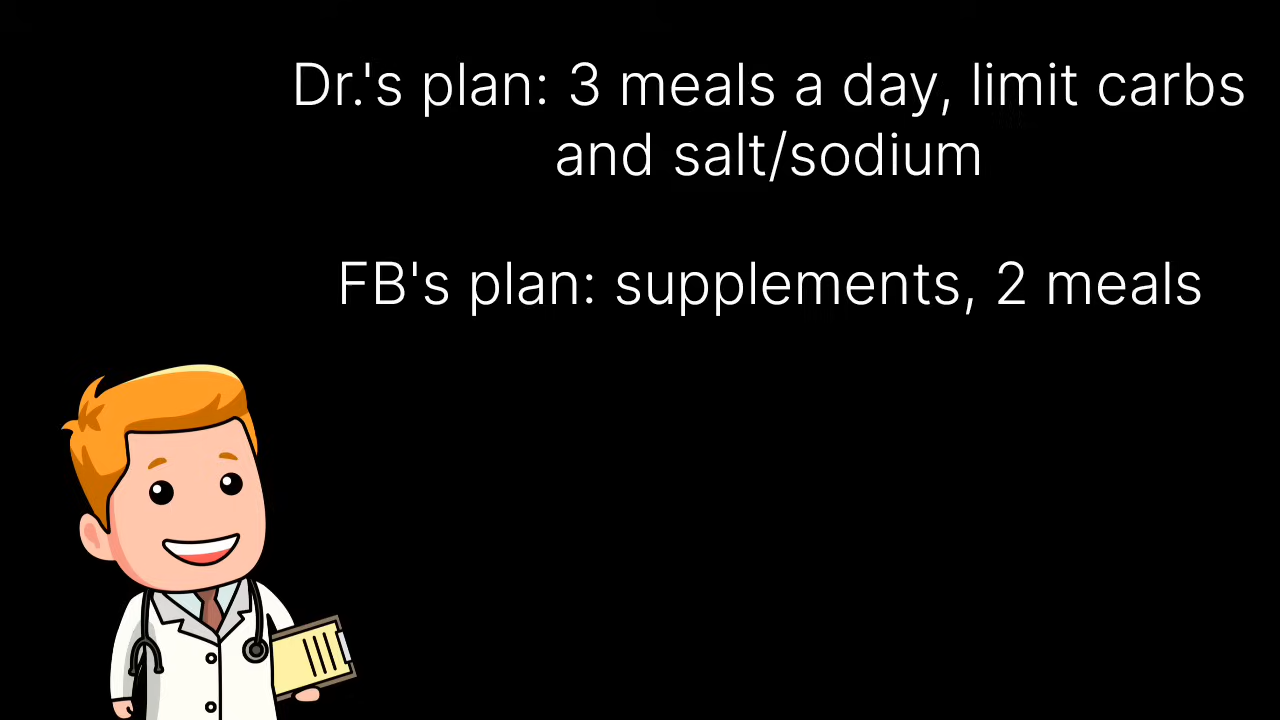 Dr.'s plan: 3 meals a day, limit carbs
and salt/sodium
FB's plan: supplements, 2 meals